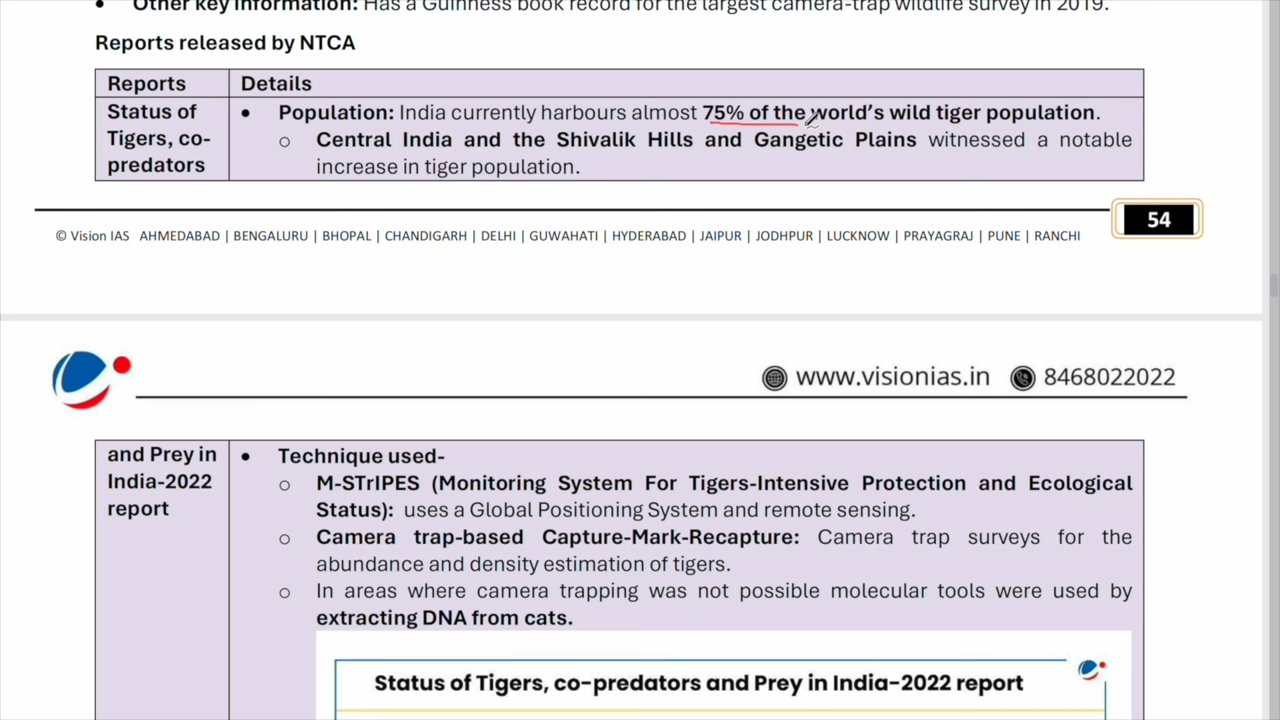 • Other key information: Has a Guinness book record for the largest camera-trap wildlife survey in 2019.
Reports released by NTCA
Reports Details
Status of Tigers, co-predators
• Population: India currently harbours almost 75% of the world's wild tiger population.
o Central India and the Shivalik Hills and Gangetic Plains witnessed a notable
increase in tiger population.
54
© Vision IAS AHMEDABAD | BENGALURU | BHOPAL | CHANDIGARH | DELHI | GUWAHATI | HYDERABAD | JAIPUR | JODHPUR | LUCKNOW | PRAYAGRAJ | PUNE | RANCHI
www.visionias.in 8468022022
and Prey in
India-2022
report
• Technique used-
o M-STrIPES (Monitoring System For Tigers-Intensive Protection and Ecological
Status): uses a Global Positioning System and remote sensing.
o Camera trap-based Capture-Mark-Recapture: Camera trap surveys for the
abundance and density estimation of tigers.
o In areas where camera trapping was not possible molecular tools were used by
extracting DNA from cats.
Status of Tigers, co-predators and Prey in India-2022 report